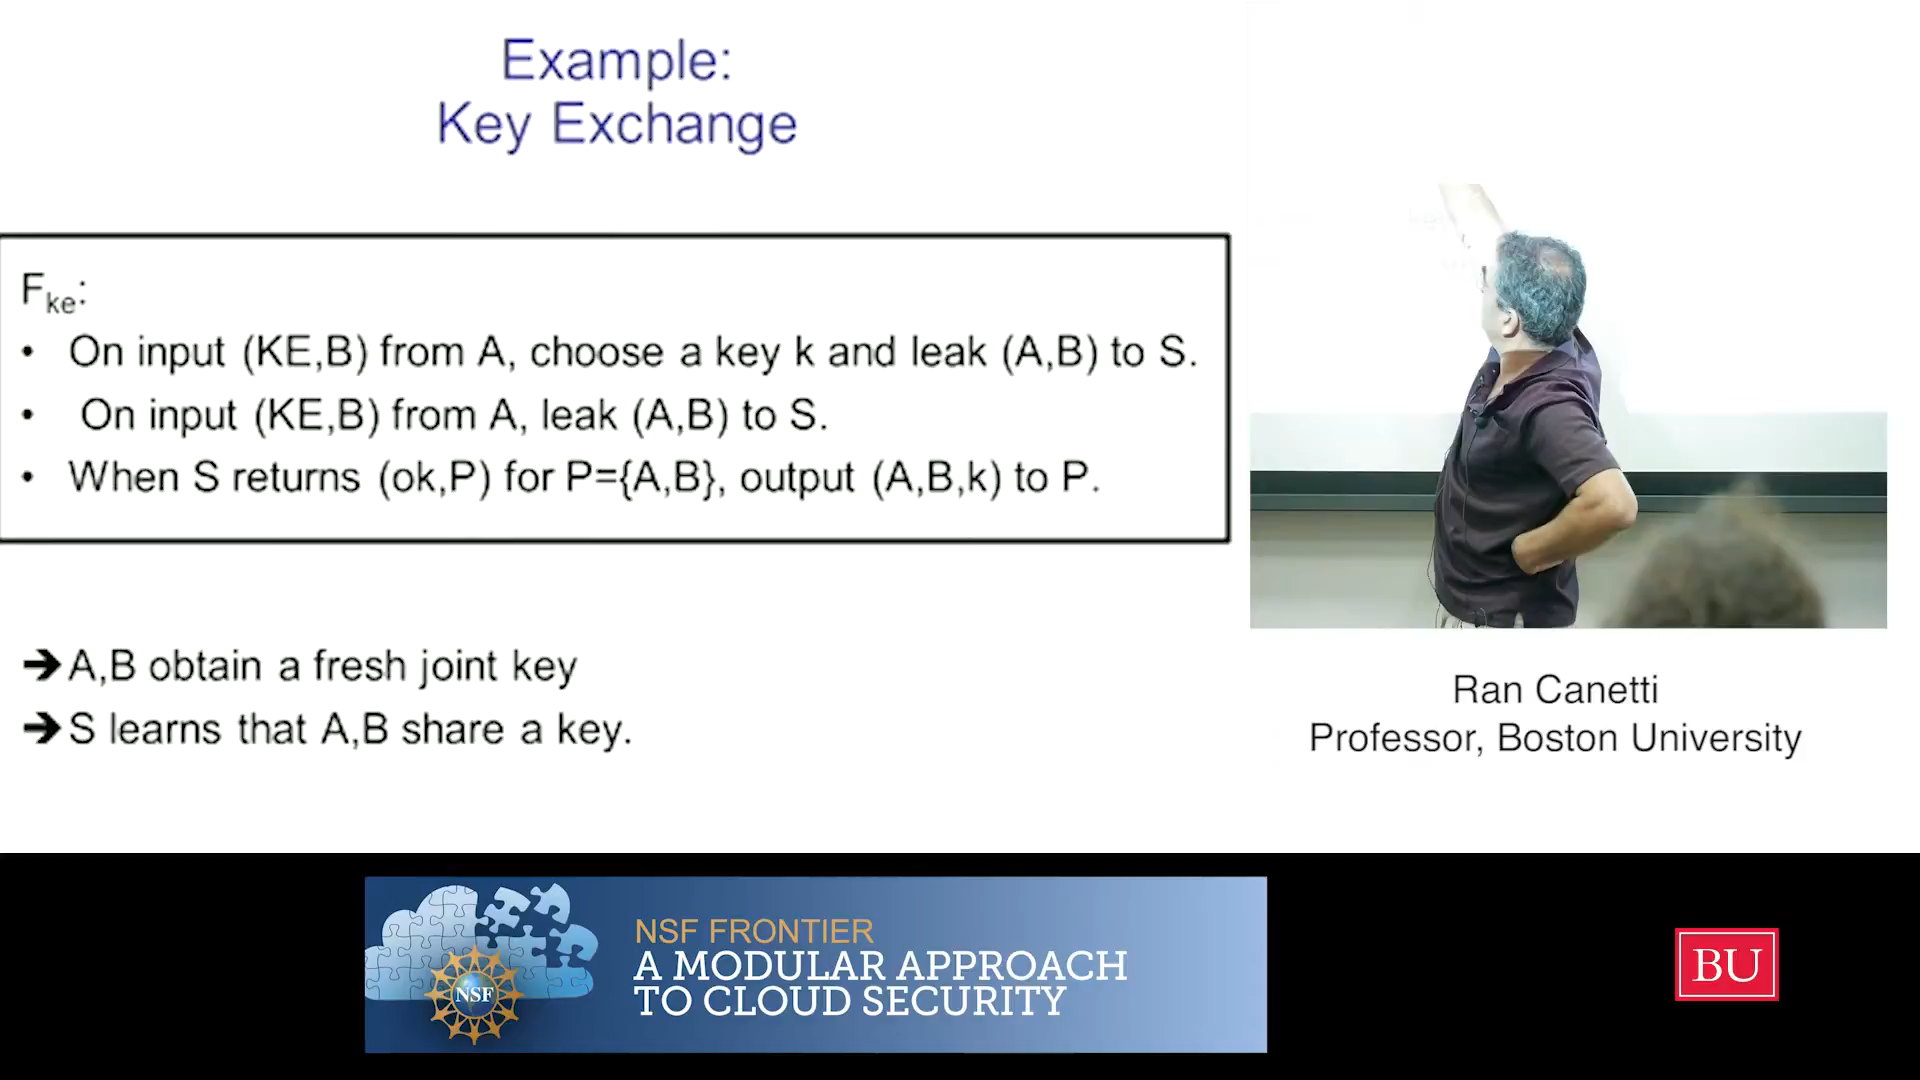 Example:
Key Exchange
F_ke:
• On input (KE,B) from A, choose a key k and leak (A,B) to S.
• On input (KE,B) from A, leak (A,B) to S.
• When S returns (ok,P) for P={A,B}, output (A,B,k) to P.
➔ A,B obtain a fresh joint key
➔ S learns that A,B share a key.
Ran Canetti
Professor, Boston University
NSF
NSF FRONTIER
A MODULAR APPROACH
TO CLOUD SECURITY
BU